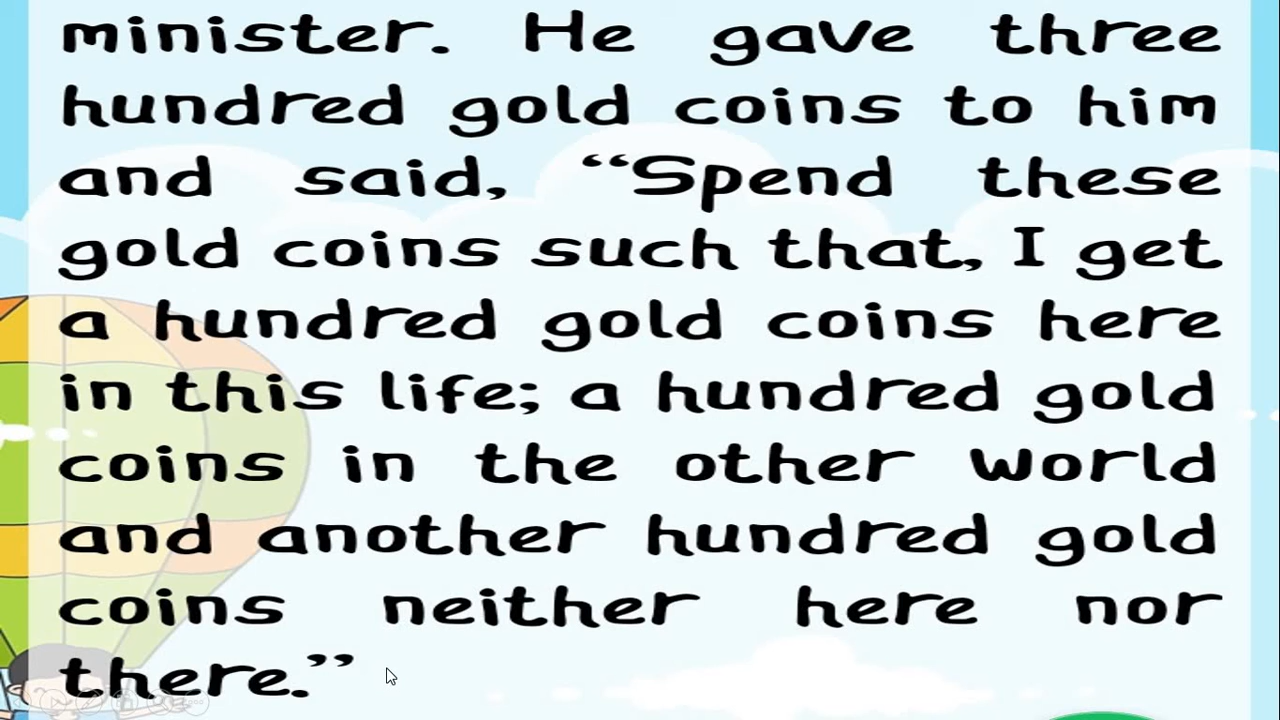 minister. He gave three
hundred gold coins to him
and said, “Spend these
gold coins such that, I get
a hundred gold coins here
in this life; a hundred gold
coins in the other world
and another hundred gold
coins neither here nor
there.”